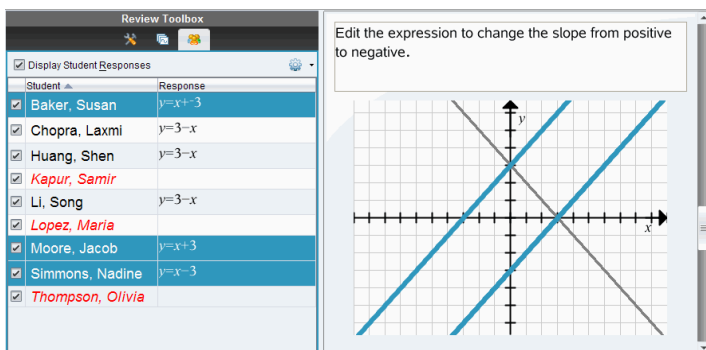 Review Toolbox
Display Student Responses
Student Response
Baker, Susan y=x+⁻3
Chopra, Laxmi y=3−x
Huang, Shen y=3−x
Kapur, Samir
Li, Song y=3−x
Lopez, Maria
Moore, Jacob y=x+3
Simmons, Nadine y=x−3
Thompson, Olivia
Edit the expression to change the slope from positive
to negative.
y
x